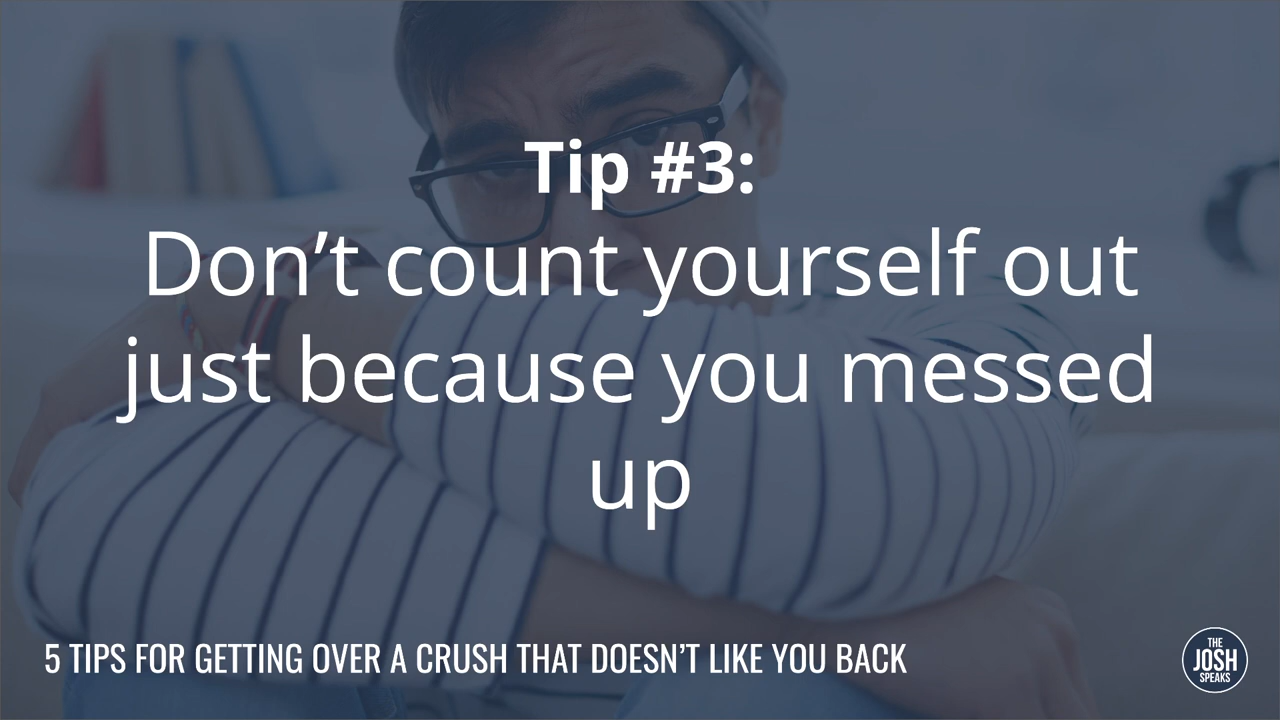 Tip #3:
Don’t count yourself out
just because you messed
up
5 TIPS FOR GETTING OVER A CRUSH THAT DOESN’T LIKE YOU BACK
THE
JOSH
SPEAKS